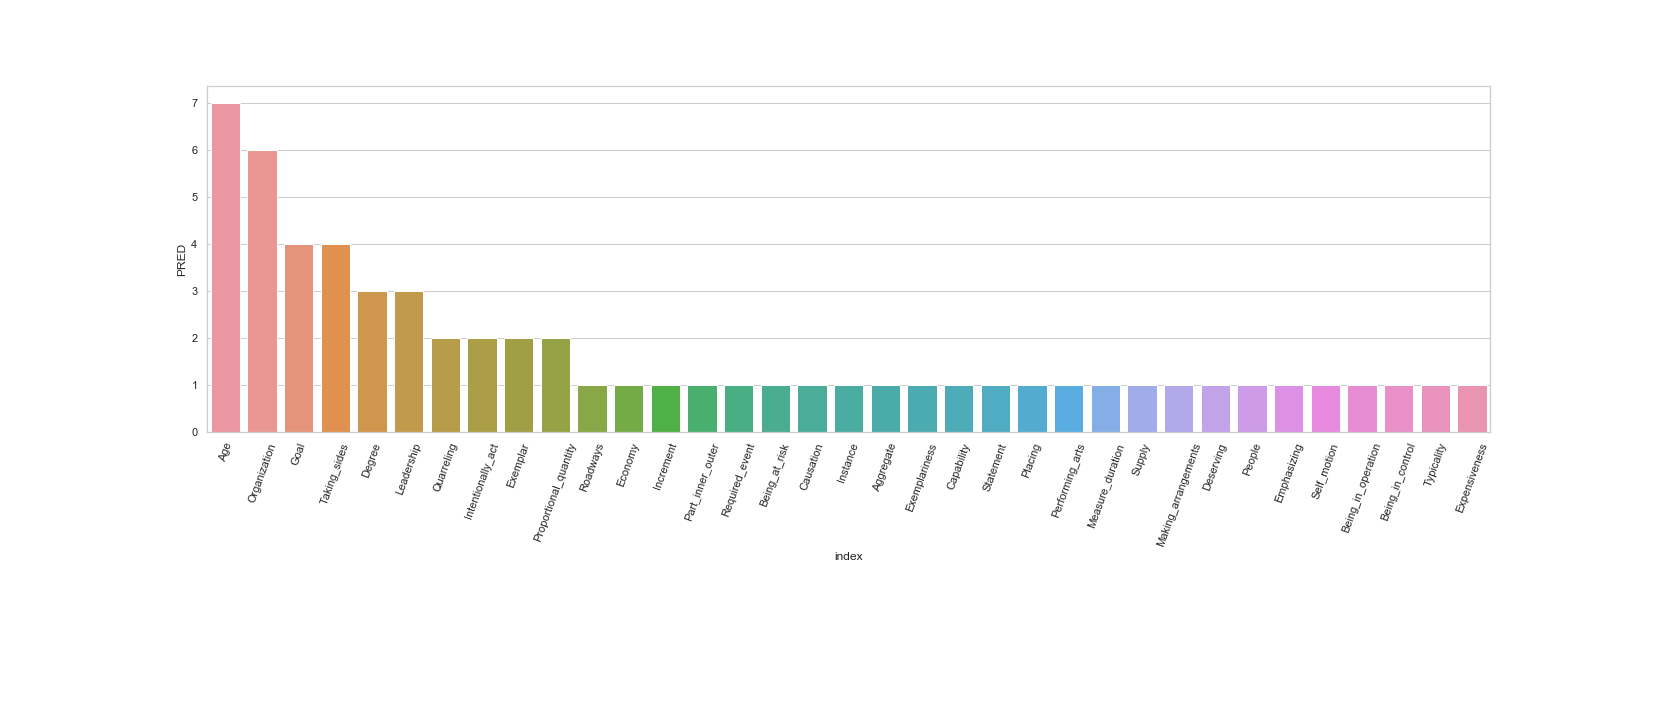 7
6
5
4
3
2
1
0
PRED
Age
Organization
Goal
Taking_sides
Degree
Leadership
Quarreling
Intentionally_act
Exemplar
Proportional_quantity
Roadways
Economy
Increment
Part_inner_outer
Required_event
Being_at_risk
Causation
Instance
Aggregate
Exemplariness
Capability
Statement
Placing
Performing_arts
Measure_duration
Supply
Making_arrangements
Deserving
People
Emphasizing
Self_motion
Being_in_operation
Being_in_control
Typicality
Expensiveness
index